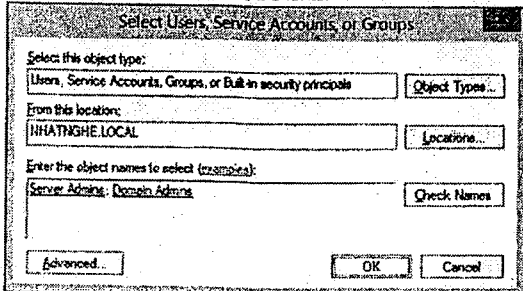 Select Users, Service Accounts, or Groups
Select this object type:
Users, Service Accounts, Groups, or Built-in security principals
Object Types...
From this location:
NHATNGHE.LOCAL
Locations...
Enter the object names to select (examples):
Server Admins; Domain Admins
Check Names
Advanced...
OK
Cancel